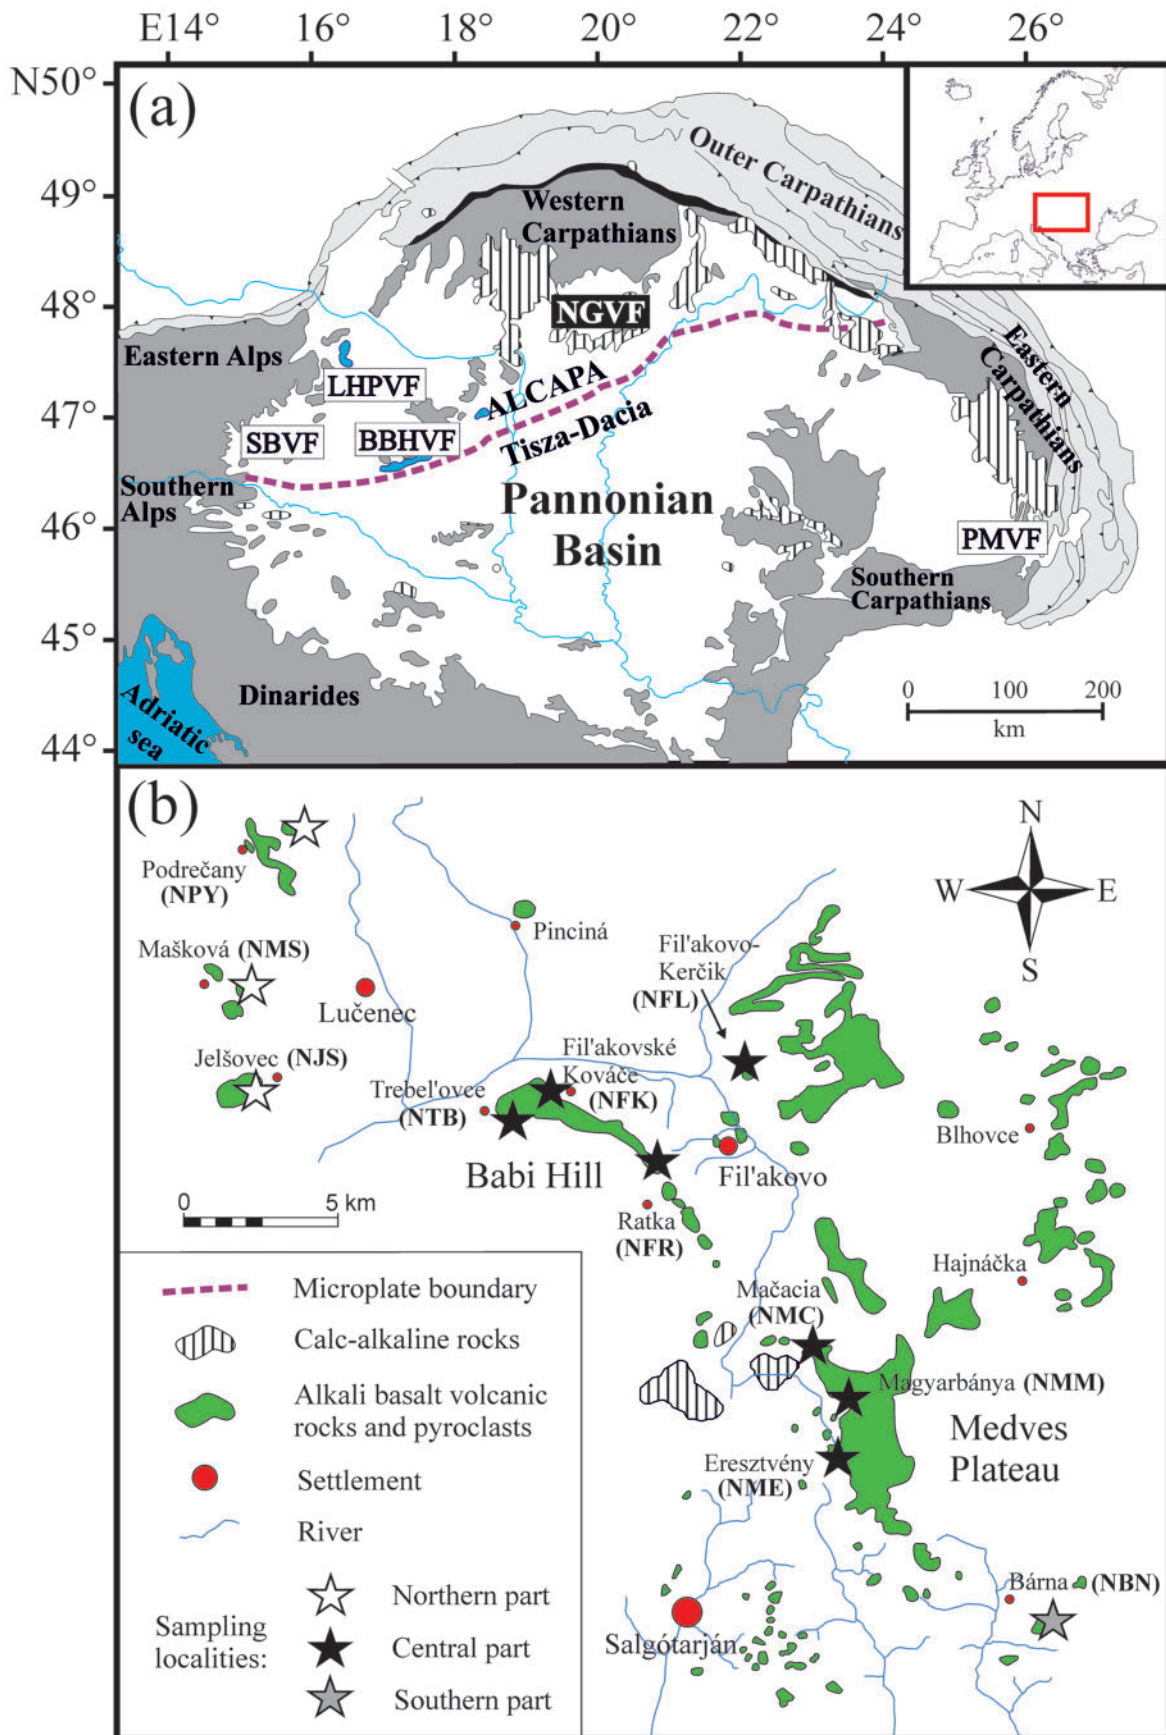 E14° 16° 18° 20° 22° 24° 26°
N50°
(a)
49°
48°
47°
46°
45°
44°
Outer Carpathians
Western
Carpathians
NGVF
Eastern Alps
LHPVF
ALCAPA
Tisza-Dacia
SBVF
BBHVF
Eastern
Carpathians
Southern
Alps
Pannonian
Basin
PMVF
Southern
Carpathians
Dinarides
Adriatic
sea
0 100 200
km
(b)
N
W E
S
Podrečany
(NPY)
Pinciná
Mašková (NMS)
Fil'akovo-
Kerčik
(NFL)
Lučenec
Jelšovec (NJS)
Fil'akovské
Kováče
(NFK)
Trebel'ovce
(NTB)
Blhovce
Babi Hill
Fil'akovo
0 5 km
Ratka
(NFR)
Hajnáčka
Mačacia
(NMC)
Magyarbánya (NMM)
Medves
Plateau
Eresztvény
(NME)
Bárna (NBN)
Salgótarján
Microplate boundary
Calc-alkaline rocks
Alkali basalt volcanic
rocks and pyroclasts
Settlement
River
Sampling
localities:
Northern part
Central part
Southern part